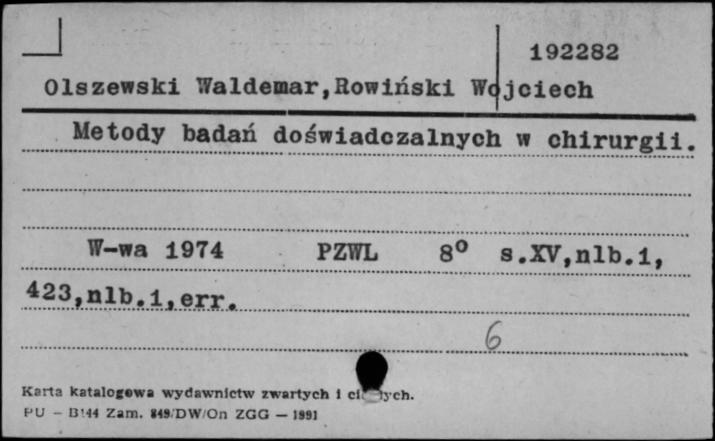 192282
Olszewski Waldemar,Rowiński Wojciech
Metody badań doświadczalnych w chirurgii.
W-wa 1974 PZWL 8° s.XV,nlb.1,
423,nlb.1,err.
6
Karta katalogowa wydawnictw zwartych i
PU — Zam. 849/DW/On ZGG — 1991